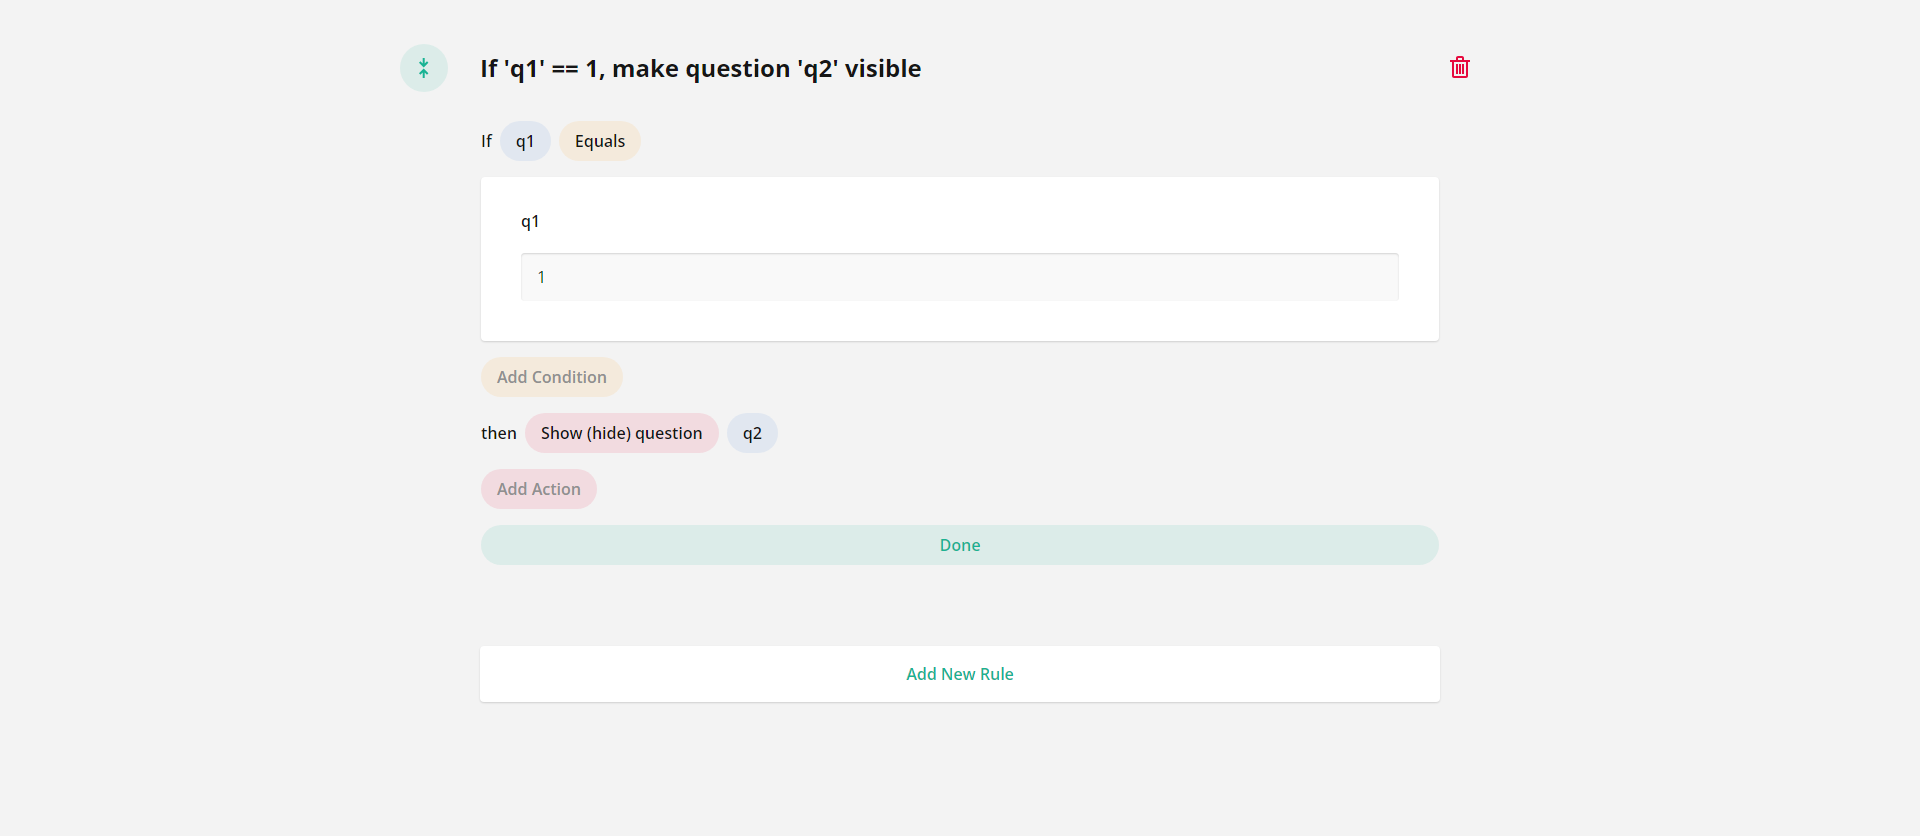 If 'q1' == 1, make question 'q2' visible
If q1 Equals
q1
1
Add Condition
then Show (hide) question q2
Add Action
Done
Add New Rule